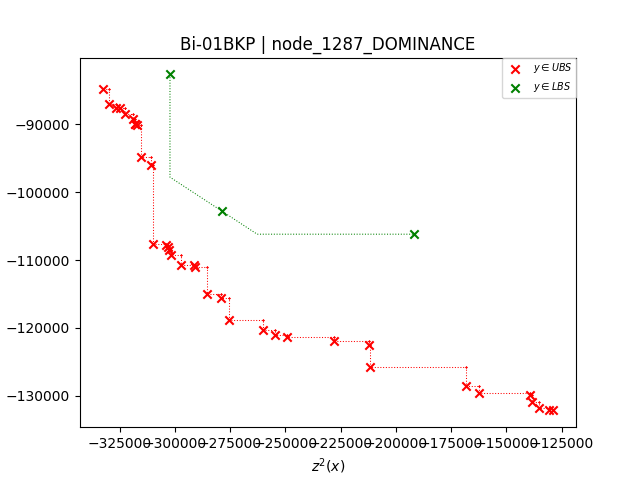 Bi-01BKP | node_1287_DOMINANCE
y ∈ UBS
y ∈ LBS
−90000
−100000
−110000
−120000
−130000
−325000 −300000 −275000 −250000 −225000 −200000 −175000 −150000 −125000
z²(x)